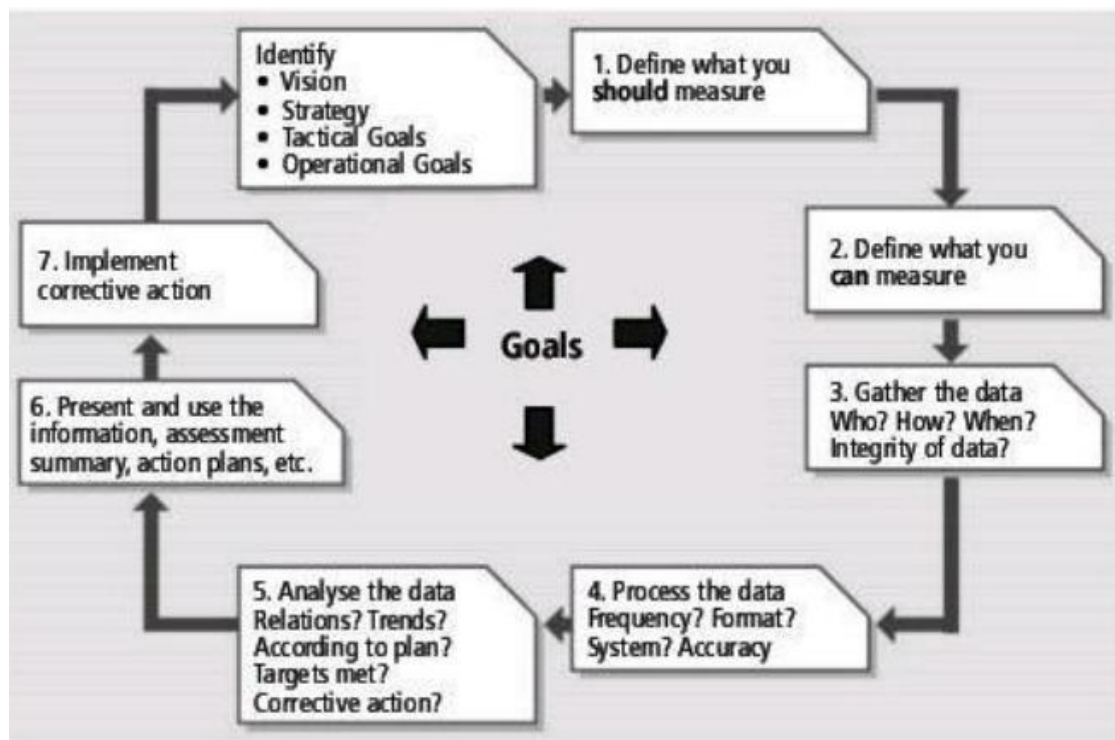 Identify
• Vision
• Strategy
• Tactical Goals
• Operational Goals
1. Define what you
should measure
2. Define what you
can measure
3. Gather the data
Who? How? When?
Integrity of data?
4. Process the data
Frequency? Format?
System? Accuracy
5. Analyse the data
Relations? Trends?
According to plan?
Targets met?
Corrective action?
6. Present and use the
information, assessment
summary, action plans, etc.
7. Implement
corrective action
Goals